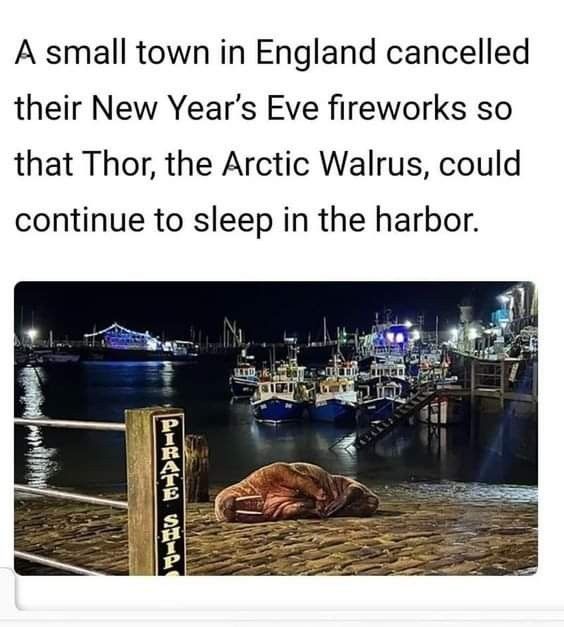 A small town in England cancelled
their New Year's Eve fireworks so
that Thor, the Arctic Walrus, could
continue to sleep in the harbor.
PIRATE SHIP